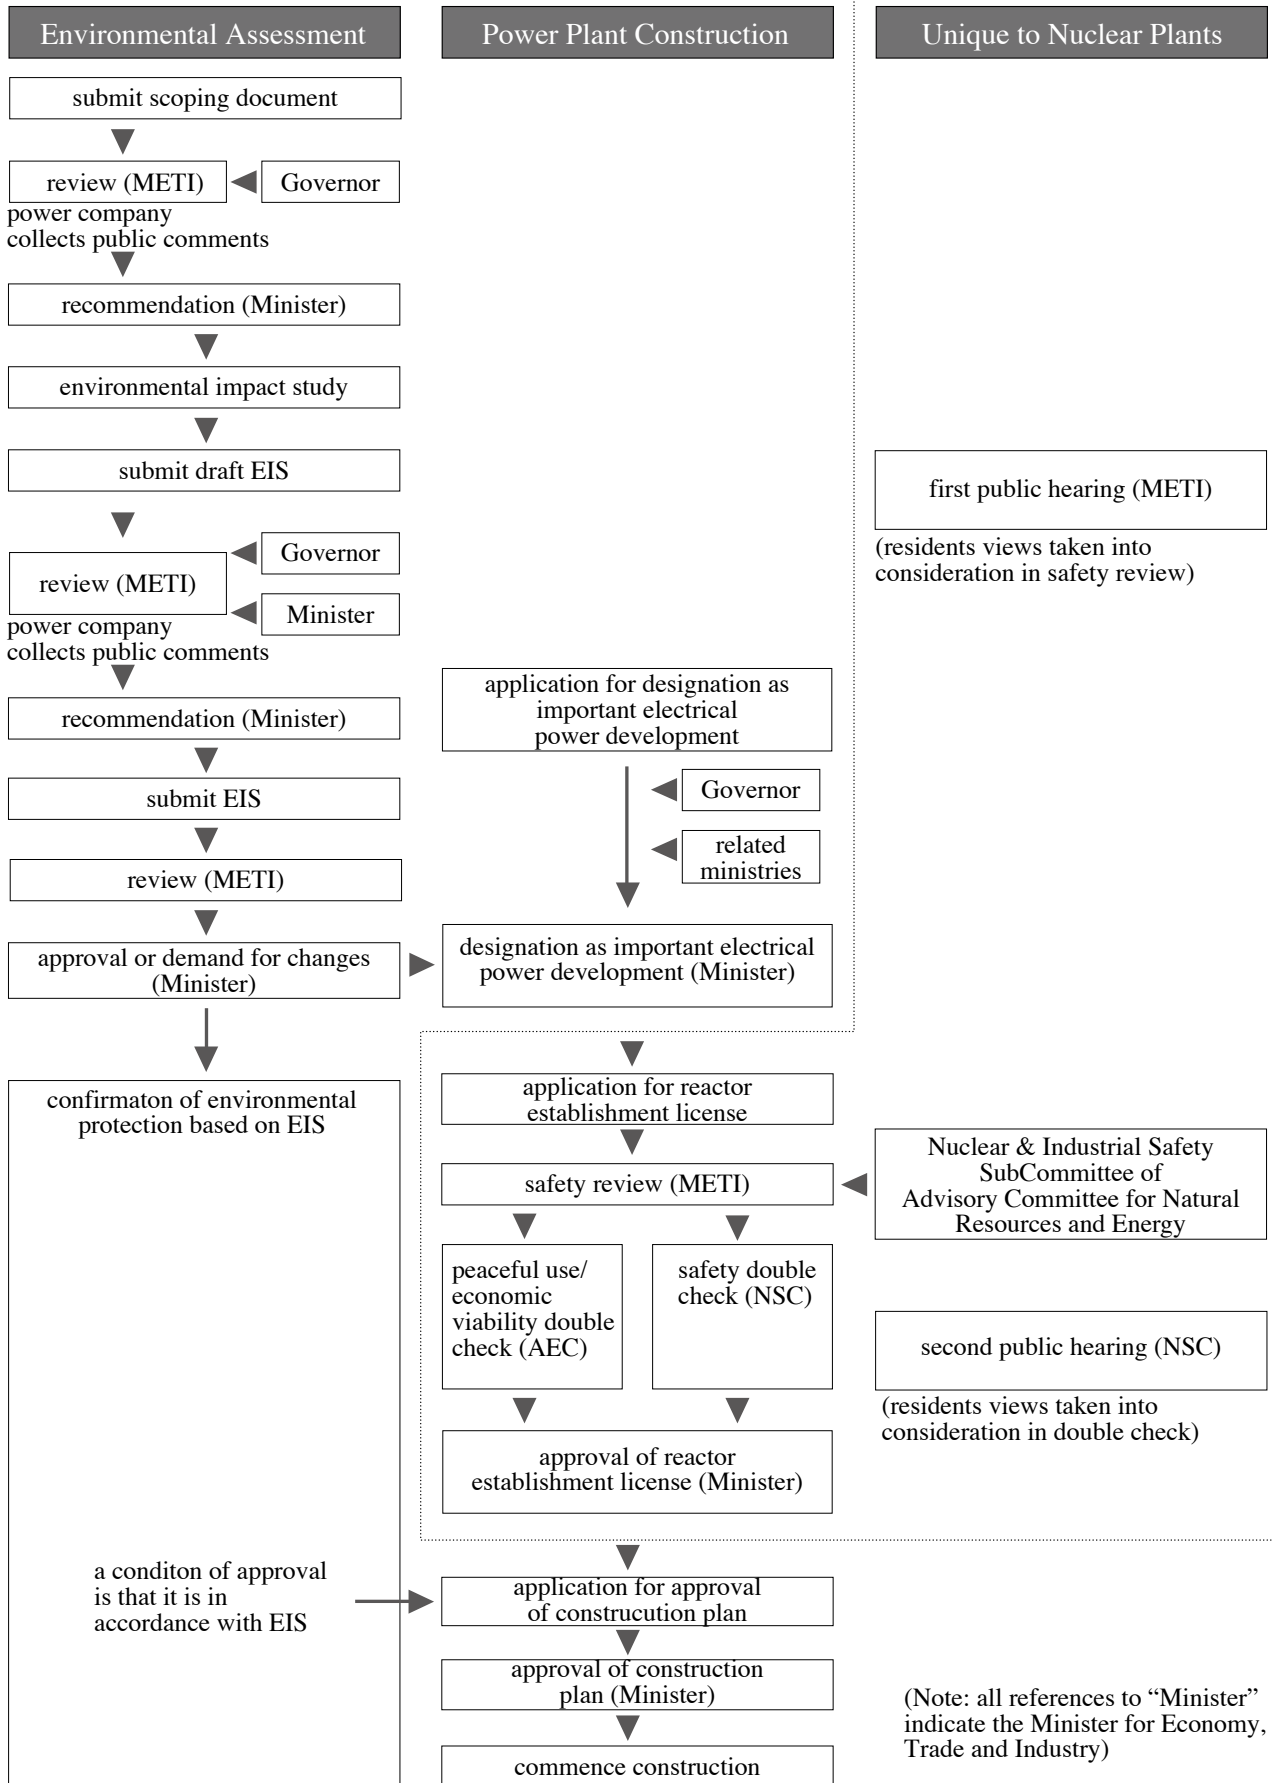 Environmental Assessment
Power Plant Construction
Unique to Nuclear Plants
submit scoping document
review (METI)
Governor
power company
collects public comments
recommendation (Minister)
environmental impact study
submit draft EIS
first public hearing (METI)
(residents views taken into
consideration in safety review)
Governor
review (METI)
Minister
power company
collects public comments
recommendation (Minister)
application for designation as
important electrical
power development
submit EIS
Governor
related
ministries
review (METI)
approval or demand for changes
(Minister)
designation as important electrical
power development (Minister)
confirmaton of environmental
protection based on EIS
application for reactor
establishment license
safety review (METI)
Nuclear & Industrial Safety
SubCommittee of
Advisory Committee for Natural
Resources and Energy
peaceful use/
economic
viability double
check (AEC)
safety double
check (NSC)
second public hearing (NSC)
(residents views taken into
consideration in double check)
approval of reactor
establishment license (Minister)
a conditon of approval
is that it is in
accordance with EIS
application for approval
of construcution plan
approval of construction
plan (Minister)
commence construction
(Note: all references to “Minister”
indicate the Minister for Economy,
Trade and Industry)